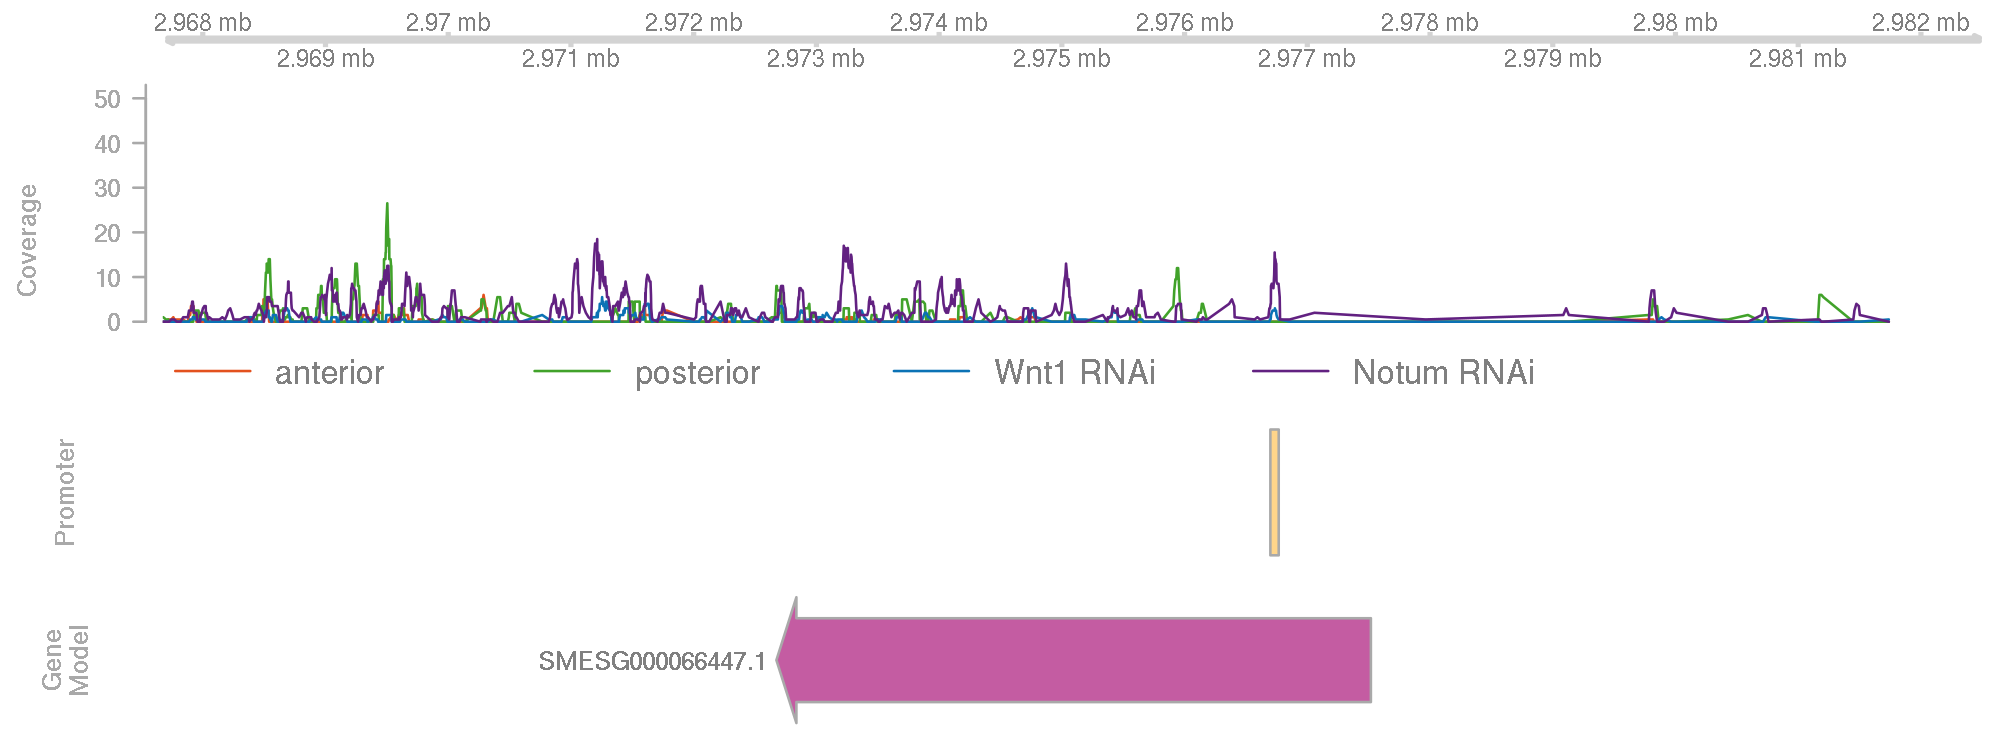 2.968 mb 2.97 mb 2.972 mb 2.974 mb 2.976 mb 2.978 mb 2.98 mb 2.982 mb
2.969 mb 2.971 mb 2.973 mb 2.975 mb 2.977 mb 2.979 mb 2.981 mb
Coverage
50
40
30
20
10
0
anterior posterior Wnt1 RNAi Notum RNAi
Promoter
Gene
Model
SMESG000066447.1